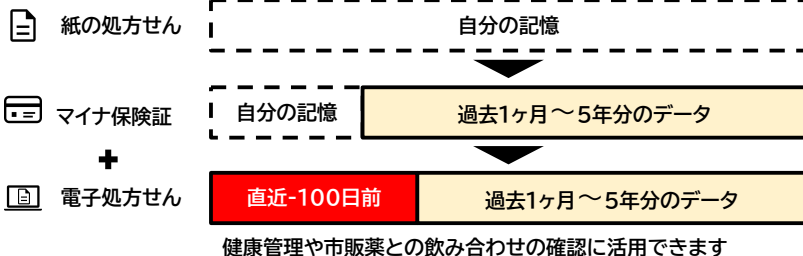 紙の処方せん
自分の記憶
マイナ保険証
自分の記憶
過去1ヶ月～5年分のデータ
+
電子処方せん
直近-100日前
過去1ヶ月～5年分のデータ
健康管理や市販薬との飲み合わせの確認に活用できます